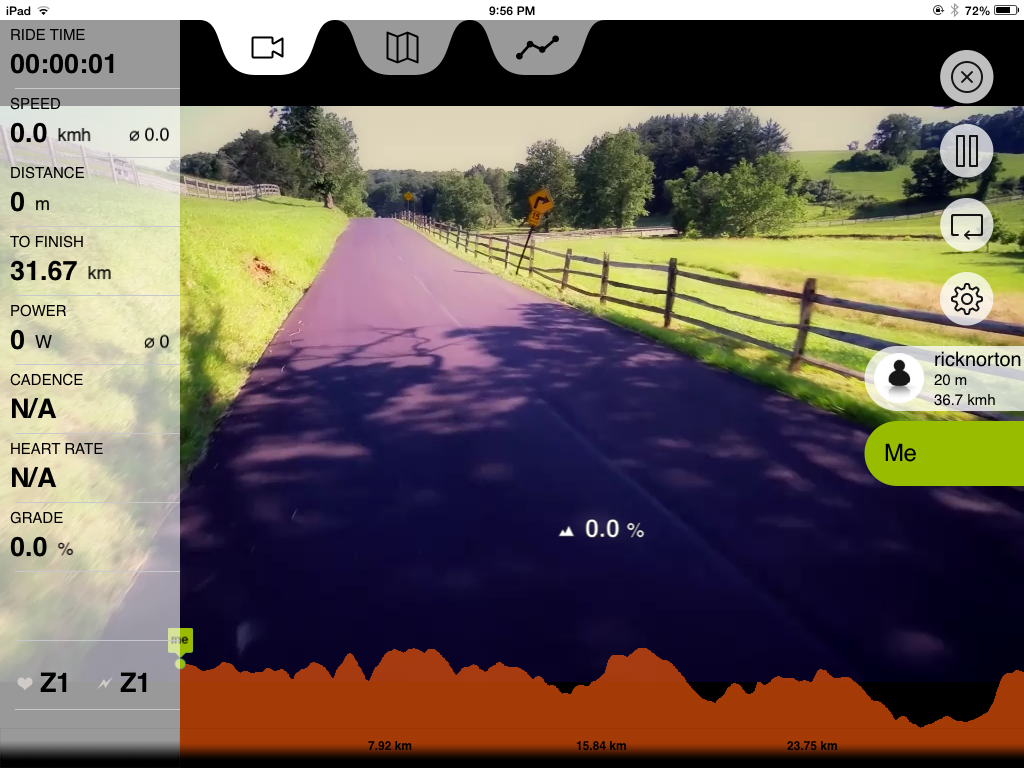 iPad
9:56 PM
72%
RIDE TIME
00:00:01
SPEED
0.0 kmh ⌀ 0.0
DISTANCE
0 m
TO FINISH
31.67 km
POWER
0 W ⌀ 0
CADENCE
N/A
HEART RATE
N/A
GRADE
0.0 %
ricknorton
20 m
36.7 kmh
Me
0.0 %
me
Z1 Z1
7.92 km 15.84 km 23.75 km